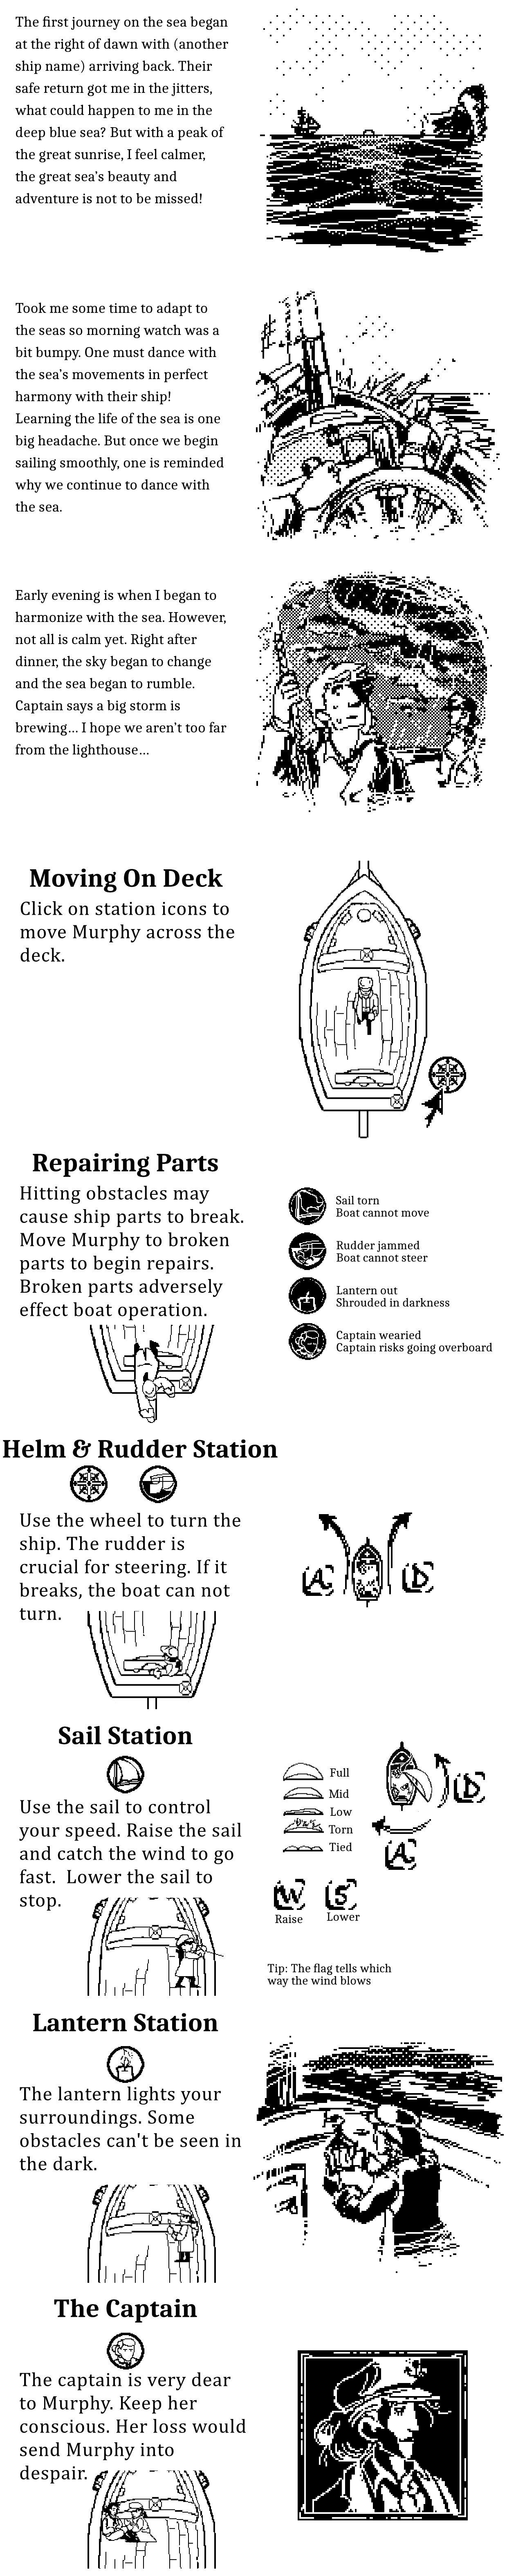 The first journey on the sea began
at the right of dawn with (another
ship name) arriving back. Their
safe return got me in the jitters,
what could happen to me in the
deep blue sea? But with a peak of
the great sunrise, I feel calmer,
the great sea's beauty and
adventure is not to be missed!
Took me some time to adapt to
the seas so morning watch was a
bit bumpy. One must dance with
the sea's movements in perfect
harmony with their ship!
Learning the life of the sea is one
big headache. But once we begin
sailing smoothly, one is reminded
why we continue to dance with
the sea.
Early evening is when I began to
harmonize with the sea. However,
not all is calm yet. Right after
dinner, the sky began to change
and the sea began to rumble.
Captain says a big storm is
brewing... I hope we aren't too far
from the lighthouse...
Moving On Deck
Click on station icons to
move Murphy across the
deck.
Repairing Parts
Hitting obstacles may
cause ship parts to break.
Move Murphy to broken
parts to begin repairs.
Broken parts adversely
effect boat operation.
Sail torn
Boat cannot move
Rudder jammed
Boat cannot steer
Lantern out
Shrouded in darkness
Captain wearied
Captain risks going overboard
Helm & Rudder Station
Use the wheel to turn the
ship. The rudder is
crucial for steering. If it
breaks, the boat can not
turn.
A D
Sail Station
Use the sail to control
your speed. Raise the sail
and catch the wind to go
fast. Lower the sail to
stop.
Full
Mid
Low
Torn
Tied
D
A
W S
Raise Lower
Tip: The flag tells which
way the wind blows
Lantern Station
The lantern lights your
surroundings. Some
obstacles can't be seen in
the dark.
The Captain
The captain is very dear
to Murphy. Keep her
conscious. Her loss would
send Murphy into
despair.